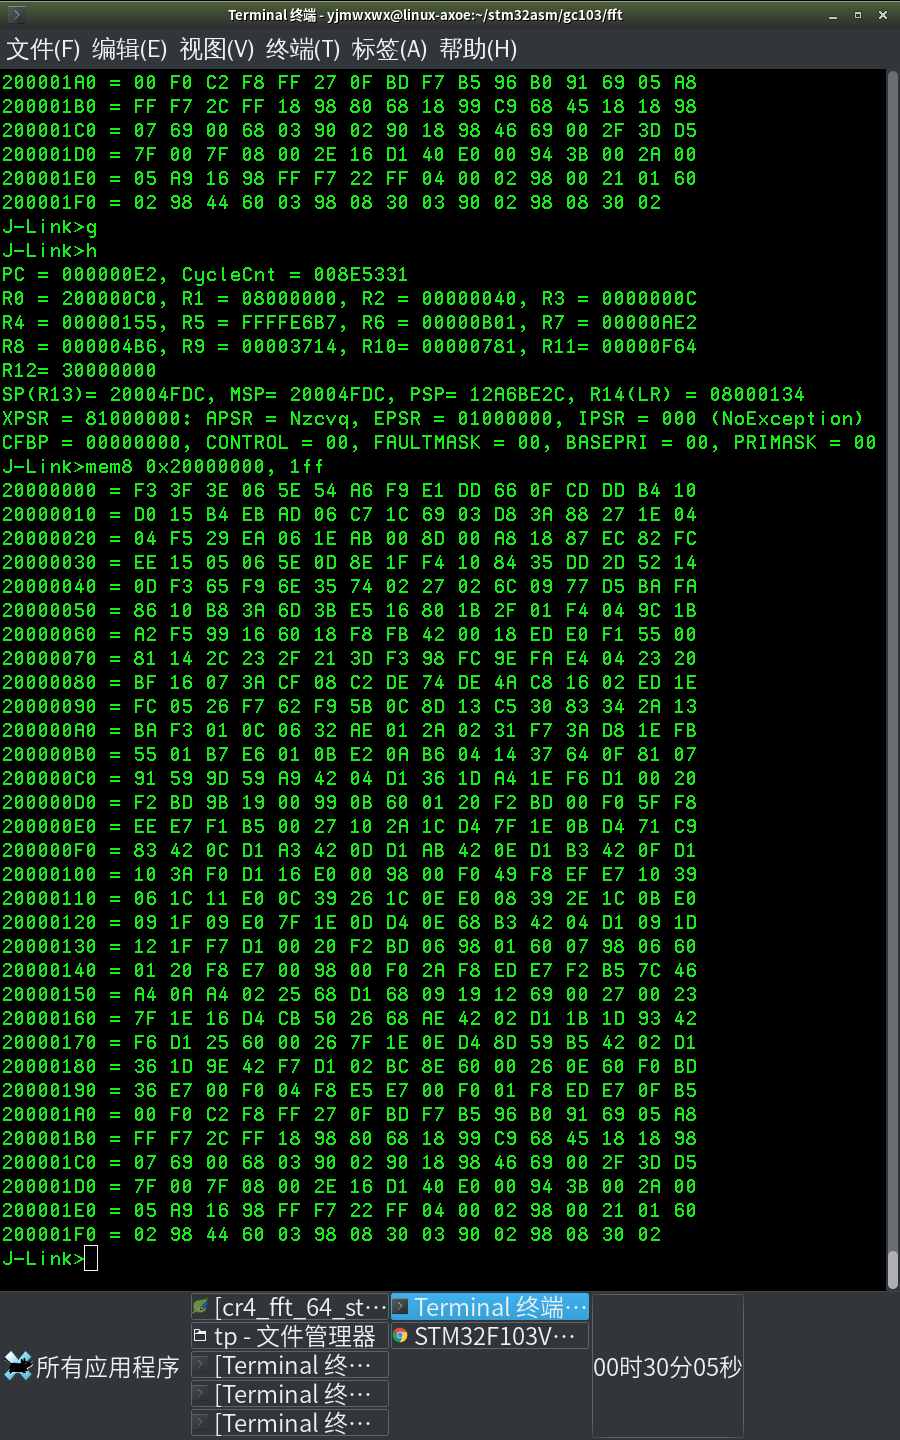 Terminal 终端 - yjmwxwx@linux-axoe:~/stm32asm/gc103/fft
文件(F) 编辑(E) 视图(V) 终端(T) 标签(A) 帮助(H)
200001A0 = 00 F0 C2 F8 FF 27 0F BD F7 B5 96 B0 91 69 05 A8
200001B0 = FF F7 2C FF 18 98 80 68 18 99 C9 68 45 18 18 98
200001C0 = 07 69 00 68 03 90 02 90 18 98 46 69 00 2F 3D D5
200001D0 = 7F 00 7F 08 00 2E 16 D1 40 E0 00 94 3B 00 2A 00
200001E0 = 05 A9 16 98 FF F7 22 FF 04 00 02 98 00 21 01 60
200001F0 = 02 98 44 60 03 98 08 30 03 90 02 98 08 30 02
J-Link>g
J-Link>h
PC = 000000E2, CycleCnt = 008E5331
R0 = 200000C0, R1 = 08000000, R2 = 00000040, R3 = 0000000C
R4 = 00000155, R5 = FFFFE6B7, R6 = 00000B01, R7 = 00000AE2
R8 = 000004B6, R9 = 00003714, R10= 00000781, R11= 00000F64
R12= 30000000
SP(R13)= 20004FDC, MSP= 20004FDC, PSP= 12A6BE2C, R14(LR) = 08000134
XPSR = 81000000: APSR = Nzcvq, EPSR = 01000000, IPSR = 000 (NoException)
CFBP = 00000000, CONTROL = 00, FAULTMASK = 00, BASEPRI = 00, PRIMASK = 00
J-Link>mem8 0x20000000, 1ff
20000000 = F3 3F 3E 06 5E 54 A6 F9 E1 DD 66 0F CD DD B4 10
20000010 = D0 15 B4 EB AD 06 C7 1C 69 03 D8 3A 88 27 1E 04
20000020 = 04 F5 29 EA 06 1E AB 00 8D 00 A8 18 87 EC 82 FC
20000030 = EE 15 05 06 5E 0D 8E 1F F4 10 84 35 DD 2D 52 14
20000040 = 0D F3 65 F9 6E 35 74 02 27 02 6C 09 77 D5 BA FA
20000050 = 86 10 B8 3A 6D 3B E5 16 80 1B 2F 01 F4 04 9C 1B
20000060 = A2 F5 99 16 60 18 F8 FB 42 00 18 ED E0 F1 55 00
20000070 = 81 14 2C 23 2F 21 3D F3 98 FC 9E FA E4 04 23 20
20000080 = BF 16 07 3A CF 08 C2 DE 74 DE 4A C8 16 02 ED 1E
20000090 = FC 05 26 F7 62 F9 5B 0C 8D 13 C5 30 83 34 2A 13
200000A0 = BA F3 01 0C 06 32 AE 01 2A 02 31 F7 3A D8 1E FB
200000B0 = 55 01 B7 E6 01 0B E2 0A B6 04 14 37 64 0F 81 07
200000C0 = 91 59 9D 59 A9 42 04 D1 36 1D A4 1E F6 D1 00 20
200000D0 = F2 BD 9B 19 00 99 0B 60 01 20 F2 BD 00 F0 5F F8
200000E0 = EE E7 F1 B5 00 27 10 2A 1C D4 7F 1E 0B D4 71 C9
200000F0 = 83 42 0C D1 A3 42 0D D1 AB 42 0E D1 B3 42 0F D1
20000100 = 10 3A F0 D1 16 E0 00 98 00 F0 49 F8 EF E7 10 39
20000110 = 06 1C 11 E0 0C 39 26 1C 0E E0 08 39 2E 1C 0B E0
20000120 = 09 1F 09 E0 7F 1E 0D D4 0E 68 B3 42 04 D1 09 1D
20000130 = 12 1F F7 D1 00 20 F2 BD 06 98 01 60 07 98 06 60
20000140 = 01 20 F8 E7 00 98 00 F0 2A F8 ED E7 F2 B5 7C 46
20000150 = A4 0A A4 02 25 68 D1 68 09 19 12 69 00 27 00 23
20000160 = 7F 1E 16 D4 CB 50 26 68 AE 42 02 D1 1B 1D 93 42
20000170 = F6 D1 25 60 00 26 7F 1E 0E D4 8D 59 B5 42 02 D1
20000180 = 36 1D 9E 42 F7 D1 02 BC 8E 60 00 26 0E 60 F0 BD
20000190 = 36 E7 00 F0 04 F8 E5 E7 00 F0 01 F8 ED E7 0F B5
200001A0 = 00 F0 C2 F8 FF 27 0F BD F7 B5 96 B0 91 69 05 A8
200001B0 = FF F7 2C FF 18 98 80 68 18 99 C9 68 45 18 18 98
200001C0 = 07 69 00 68 03 90 02 90 18 98 46 69 00 2F 3D D5
200001D0 = 7F 00 7F 08 00 2E 16 D1 40 E0 00 94 3B 00 2A 00
200001E0 = 05 A9 16 98 FF F7 22 FF 04 00 02 98 00 21 01 60
200001F0 = 02 98 44 60 03 98 08 30 03 90 02 98 08 30 02
J-Link>
所有应用程序
[cr4_fft_64_st…
tp - 文件管理器
[Terminal 终…
[Terminal 终…
[Terminal 终…
Terminal 终端…
STM32F103V…
00时30分05秒